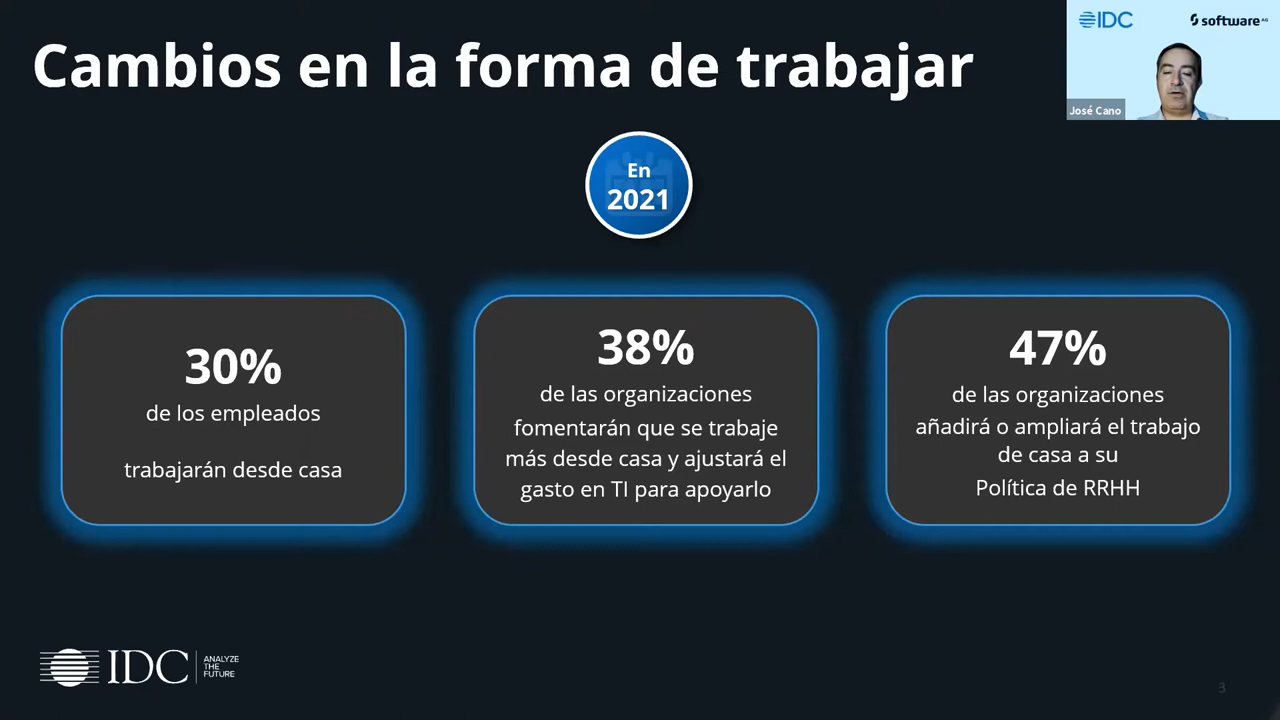 Cambios en la forma de trabajar
IDC
software AG
José Cano
En
2021
30%
de los empleados
trabajarán desde casa
38%
de las organizaciones
fomentarán que se trabaje
más desde casa y ajustará el
gasto en TI para apoyarlo
47%
de las organizaciones
añadirá o ampliará el trabajo
de casa a su
Política de RRHH
IDC
ANALYZE
THE
FUTURE
3